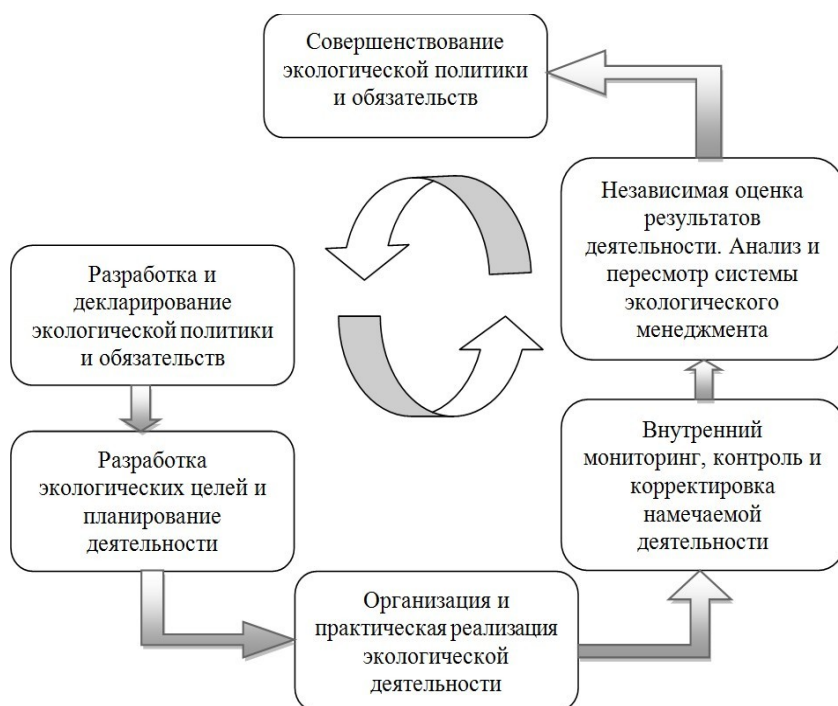 Совершенствование
экологической политики
и обязательств
Независимая оценка
результатов
деятельности. Анализ и
пересмотр системы
экологического
менеджмента
Разработка и
декларирование
экологической политики
и обязательств
Внутренний
мониторинг, контроль и
корректировка
намечаемой
деятельности
Разработка
экологических целей и
планирование
деятельности
Организация и
практическая реализация
экологической
деятельности